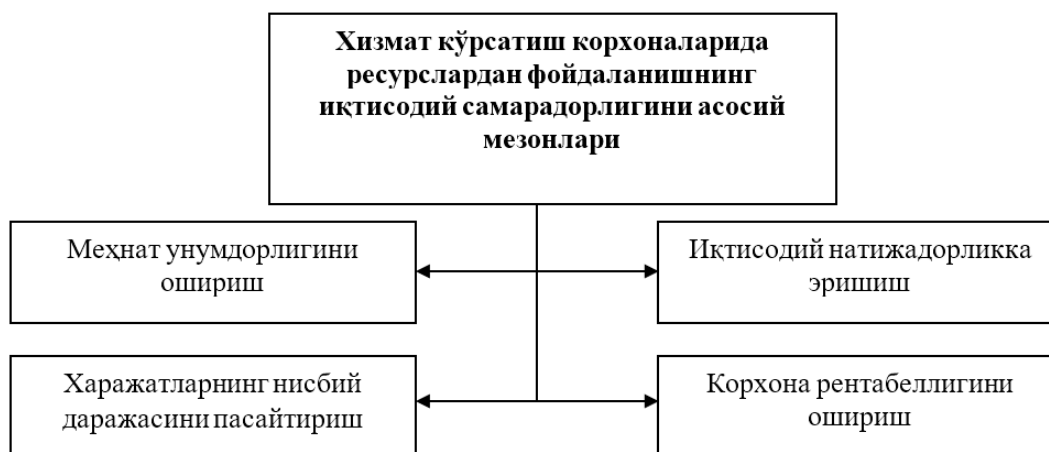 Хизмат кўрсатиш корхоналарида
ресурслардан фойдаланишнинг
иқтисодий самарадорлигини асосий
мезонлари
Меҳнат унумдорлигини
ошириш
Иқтисодий натижадорликка
эришиш
Харажатларнинг нисбий
даражасини пасайтириш
Корхона рентабеллигини
ошириш